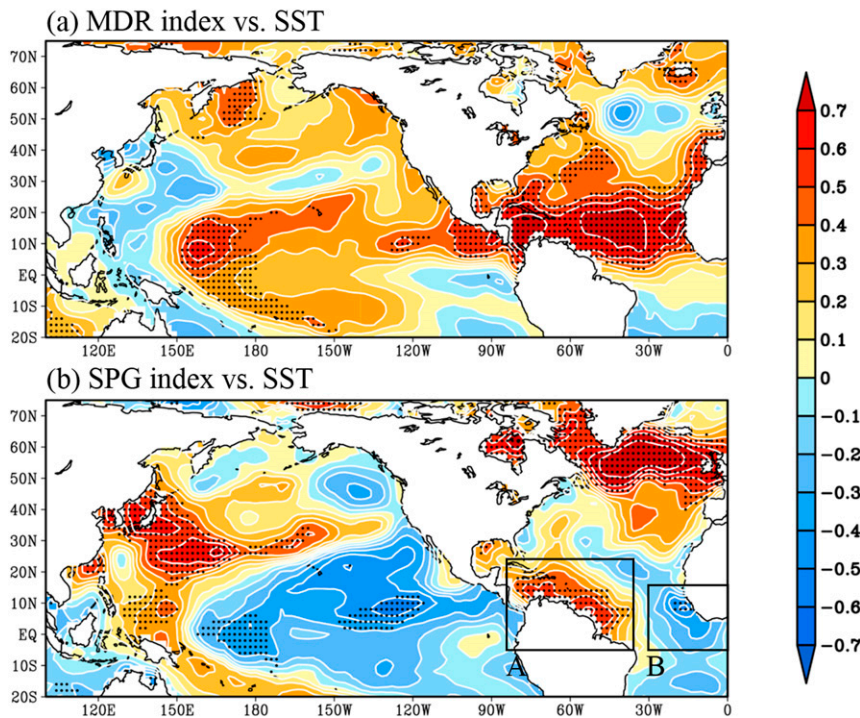 (a) MDR index vs. SST
70N
60N
50N
40N
30N
20N
10N
EQ
10S
20S
120E 150E 180 150W 120W 90W 60W 30W 0
(b) SPG index vs. SST
70N
60N
50N
40N
30N
20N
10N
EQ
10S
20S
A B
120E 150E 180 150W 120W 90W 60W 30W 0
0.7
0.6
0.5
0.4
0.3
0.2
0.1
0
−0.1
−0.2
−0.3
−0.4
−0.5
−0.6
−0.7